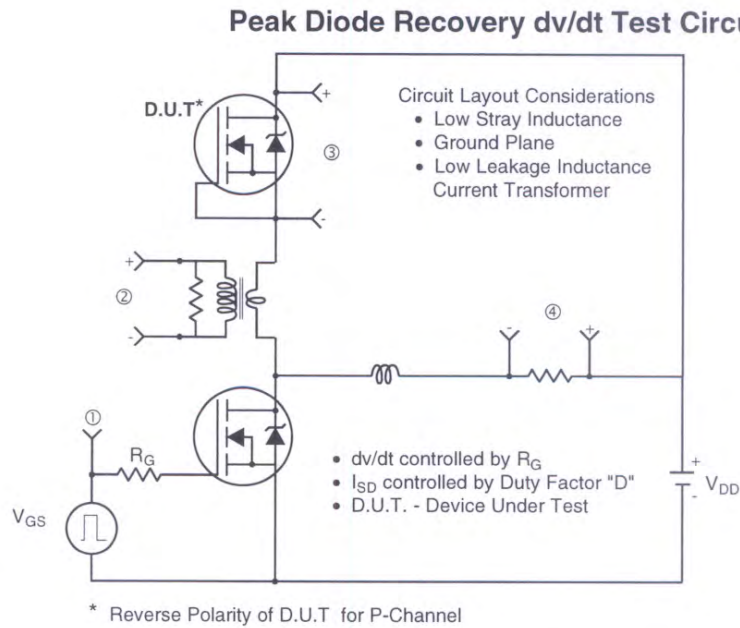 Peak Diode Recovery dv/dt Test Circu
D.U.T*
+
③
-
Circuit Layout Considerations
• Low Stray Inductance
• Ground Plane
• Low Leakage Inductance
Current Transformer
+
②
-
④
-
+
①
RG
VGS
• dv/dt controlled by RG
• ISD controlled by Duty Factor "D"
• D.U.T. - Device Under Test
+
VDD
-
* Reverse Polarity of D.U.T for P-Channel